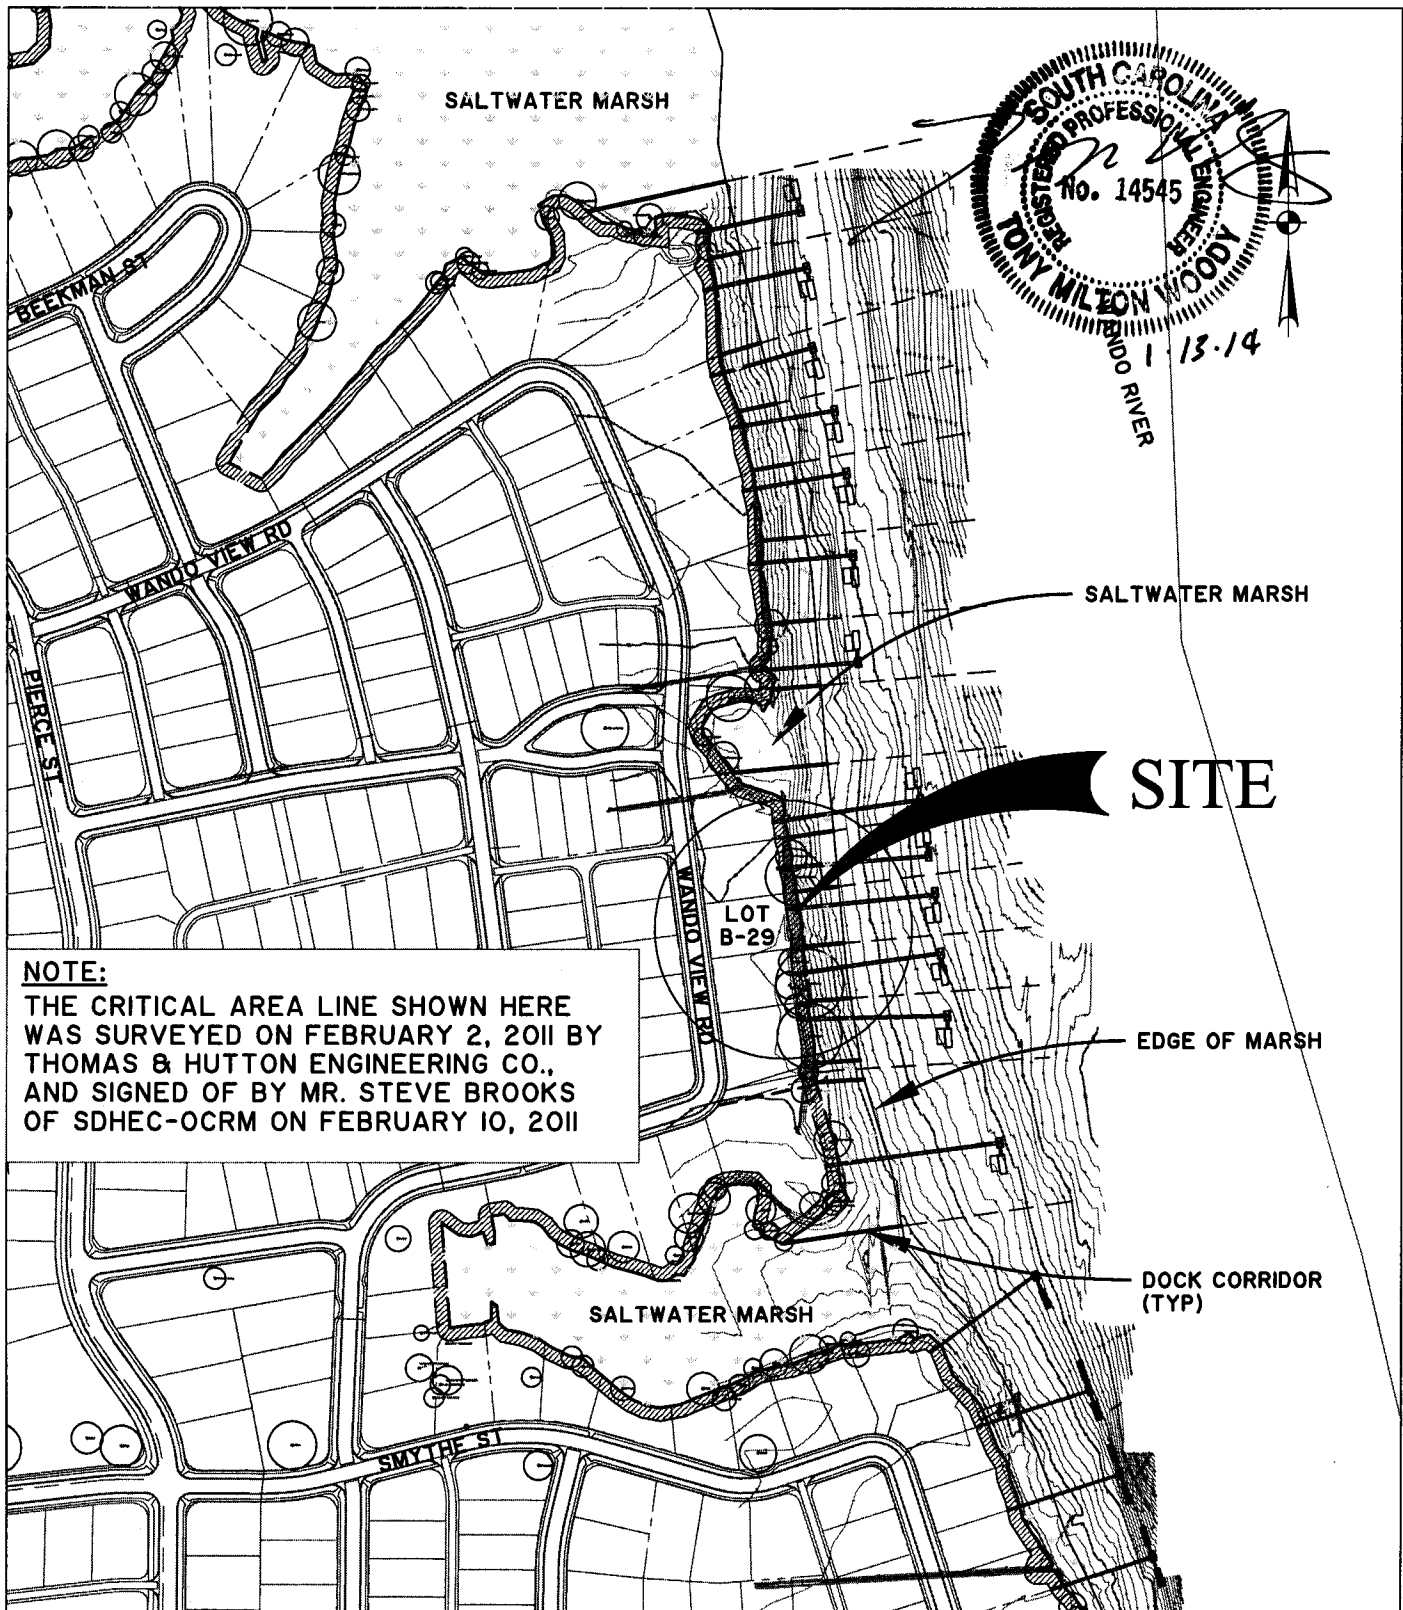 SALTWATER MARSH
SOUTH CAROLINA
REGISTERED PROFESSIONAL ENGINEER
No. 14545
TONY MILTON WOODY
1·13·14
BEEKMAN ST
WANDO VIEW RD
SALTWATER MARSH
PIERCE ST
SITE
WANDO VIEW RD
LOT
B-29
NOTE:
THE CRITICAL AREA LINE SHOWN HERE
WAS SURVEYED ON FEBRUARY 2, 2011 BY
THOMAS & HUTTON ENGINEERING CO.,
AND SIGNED OF BY MR. STEVE BROOKS
OF SDHEC-OCRM ON FEBRUARY 10, 2011
EDGE OF MARSH
DOCK CORRIDOR
(TYP)
SALTWATER MARSH
SMYTHE ST
RIVER